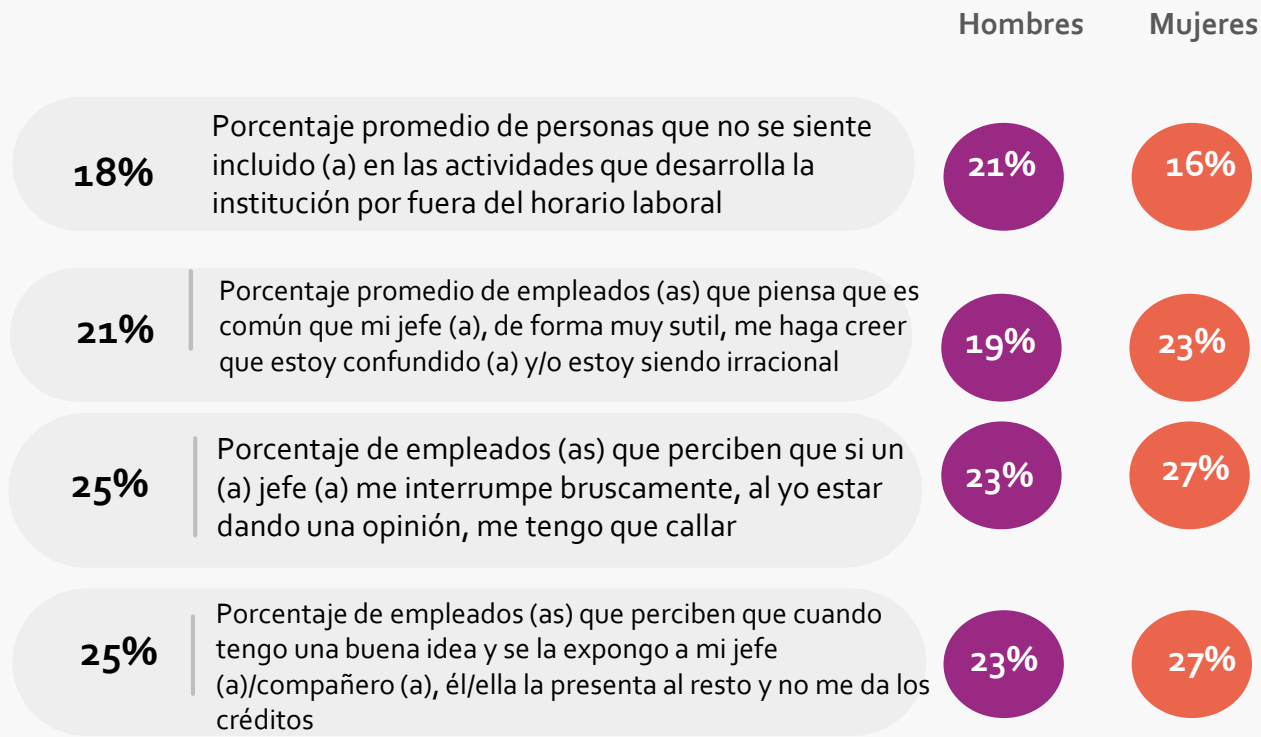 Hombres Mujeres
18%
Porcentaje promedio de personas que no se siente
incluido (a) en las actividades que desarrolla la
institución por fuera del horario laboral
21% 16%
21%
Porcentaje promedio de empleados (as) que piensa que es
común que mi jefe (a), de forma muy sutil, me haga creer
que estoy confundido (a) y/o estoy siendo irracional
19% 23%
25%
Porcentaje de empleados (as) que perciben que si un
(a) jefe (a) me interrumpe bruscamente, al yo estar
dando una opinión, me tengo que callar
23% 27%
25%
Porcentaje de empleados (as) que perciben que cuando
tengo una buena idea y se la expongo a mi jefe
(a)/compañero (a), él/ella la presenta al resto y no me da los
créditos
23% 27%